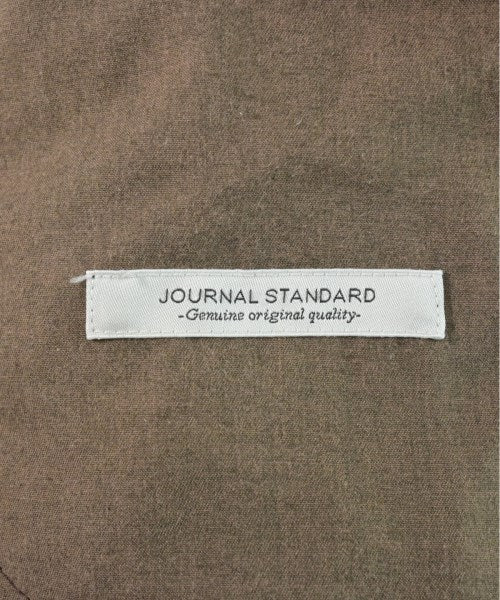 JOURNAL STANDARD
-Genuine original quality-